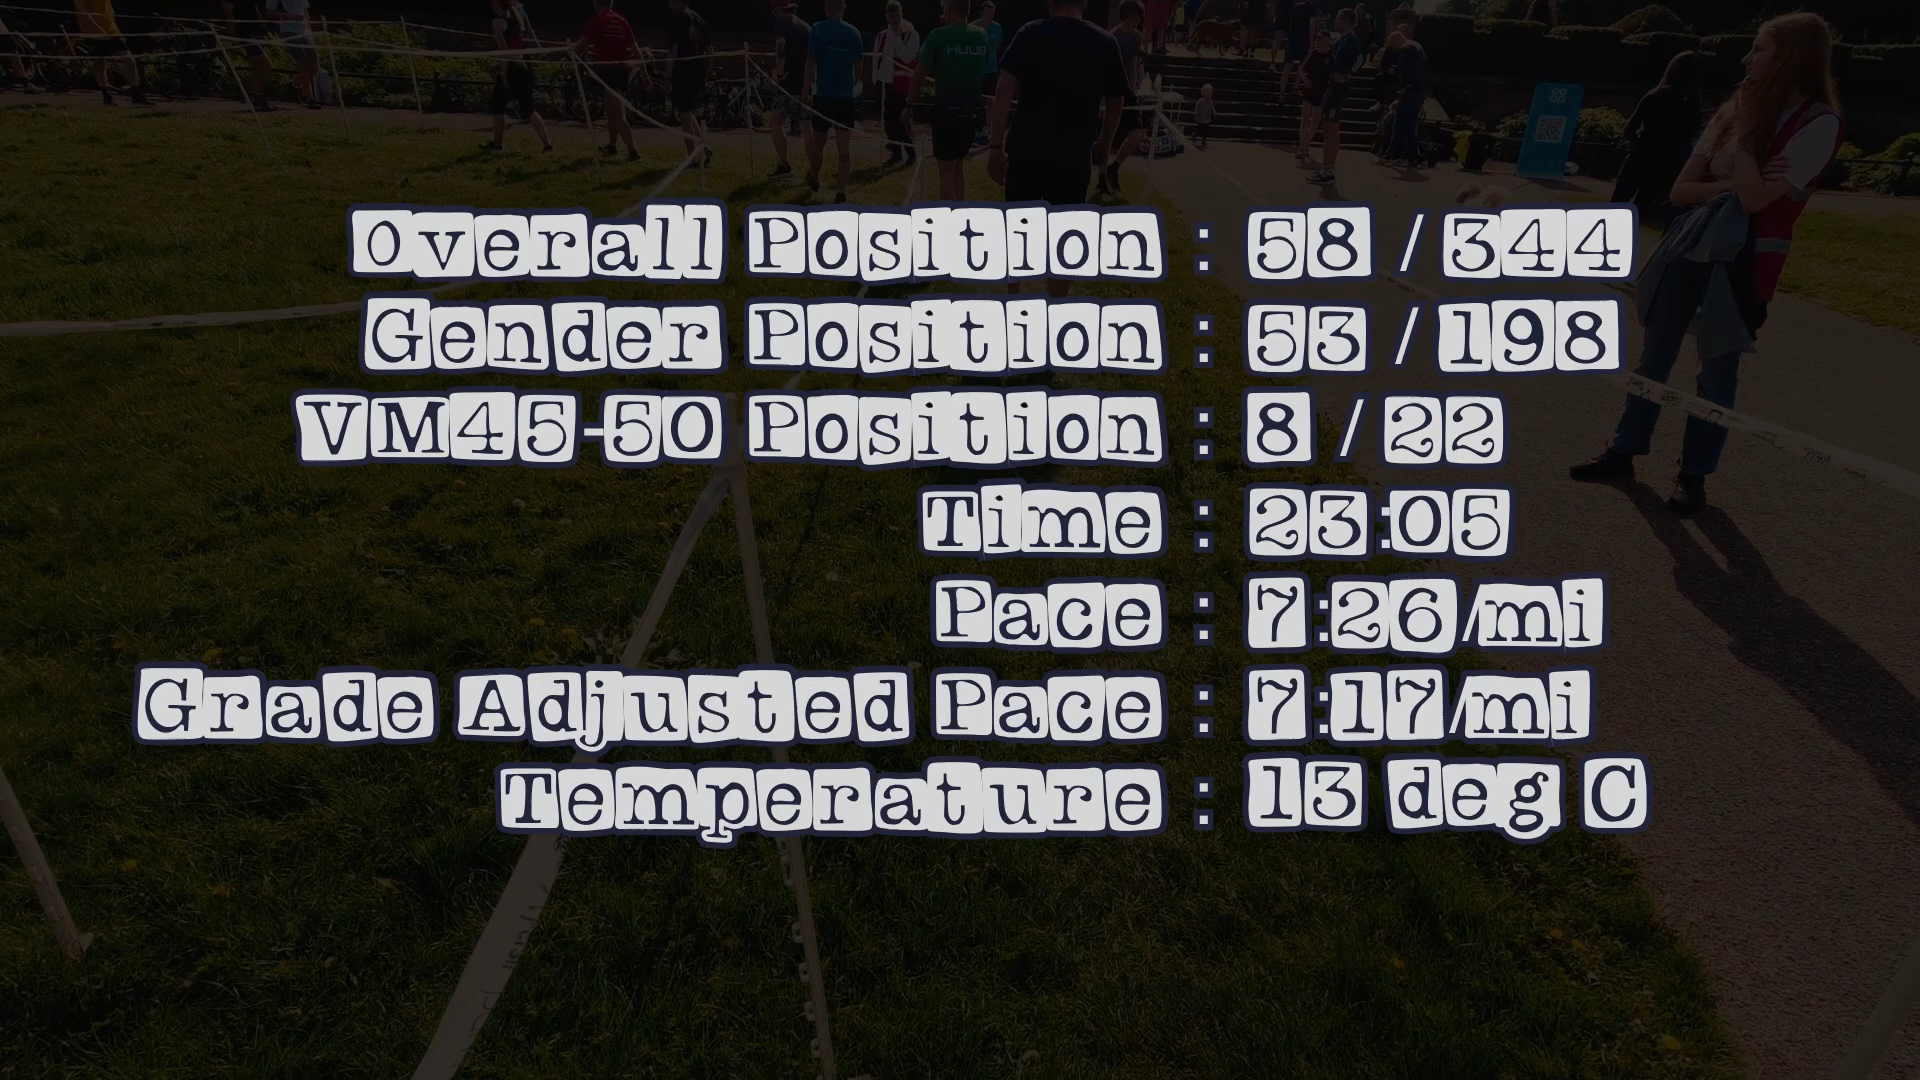 HUUB
Overall Position : 58 / 344
Gender Position : 53 / 198
VM45-50 Position : 8 / 22
Time : 23:05
Pace : 7:26/mi
Grade Adjusted Pace : 7:17/mi
Temperature : 13 deg C